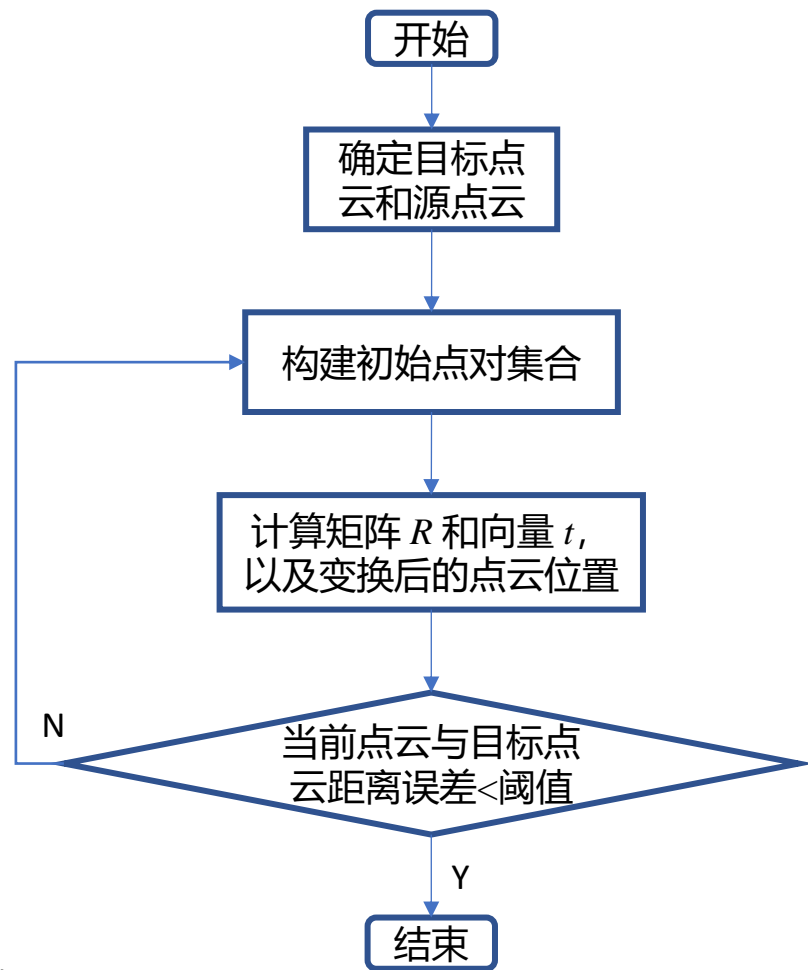 开始
确定目标点
云和源点云
构建初始点对集合
计算矩阵 R 和向量 t,
以及变换后的点云位置
N
当前点云与目标点
云距离误差<阈值
Y
结束